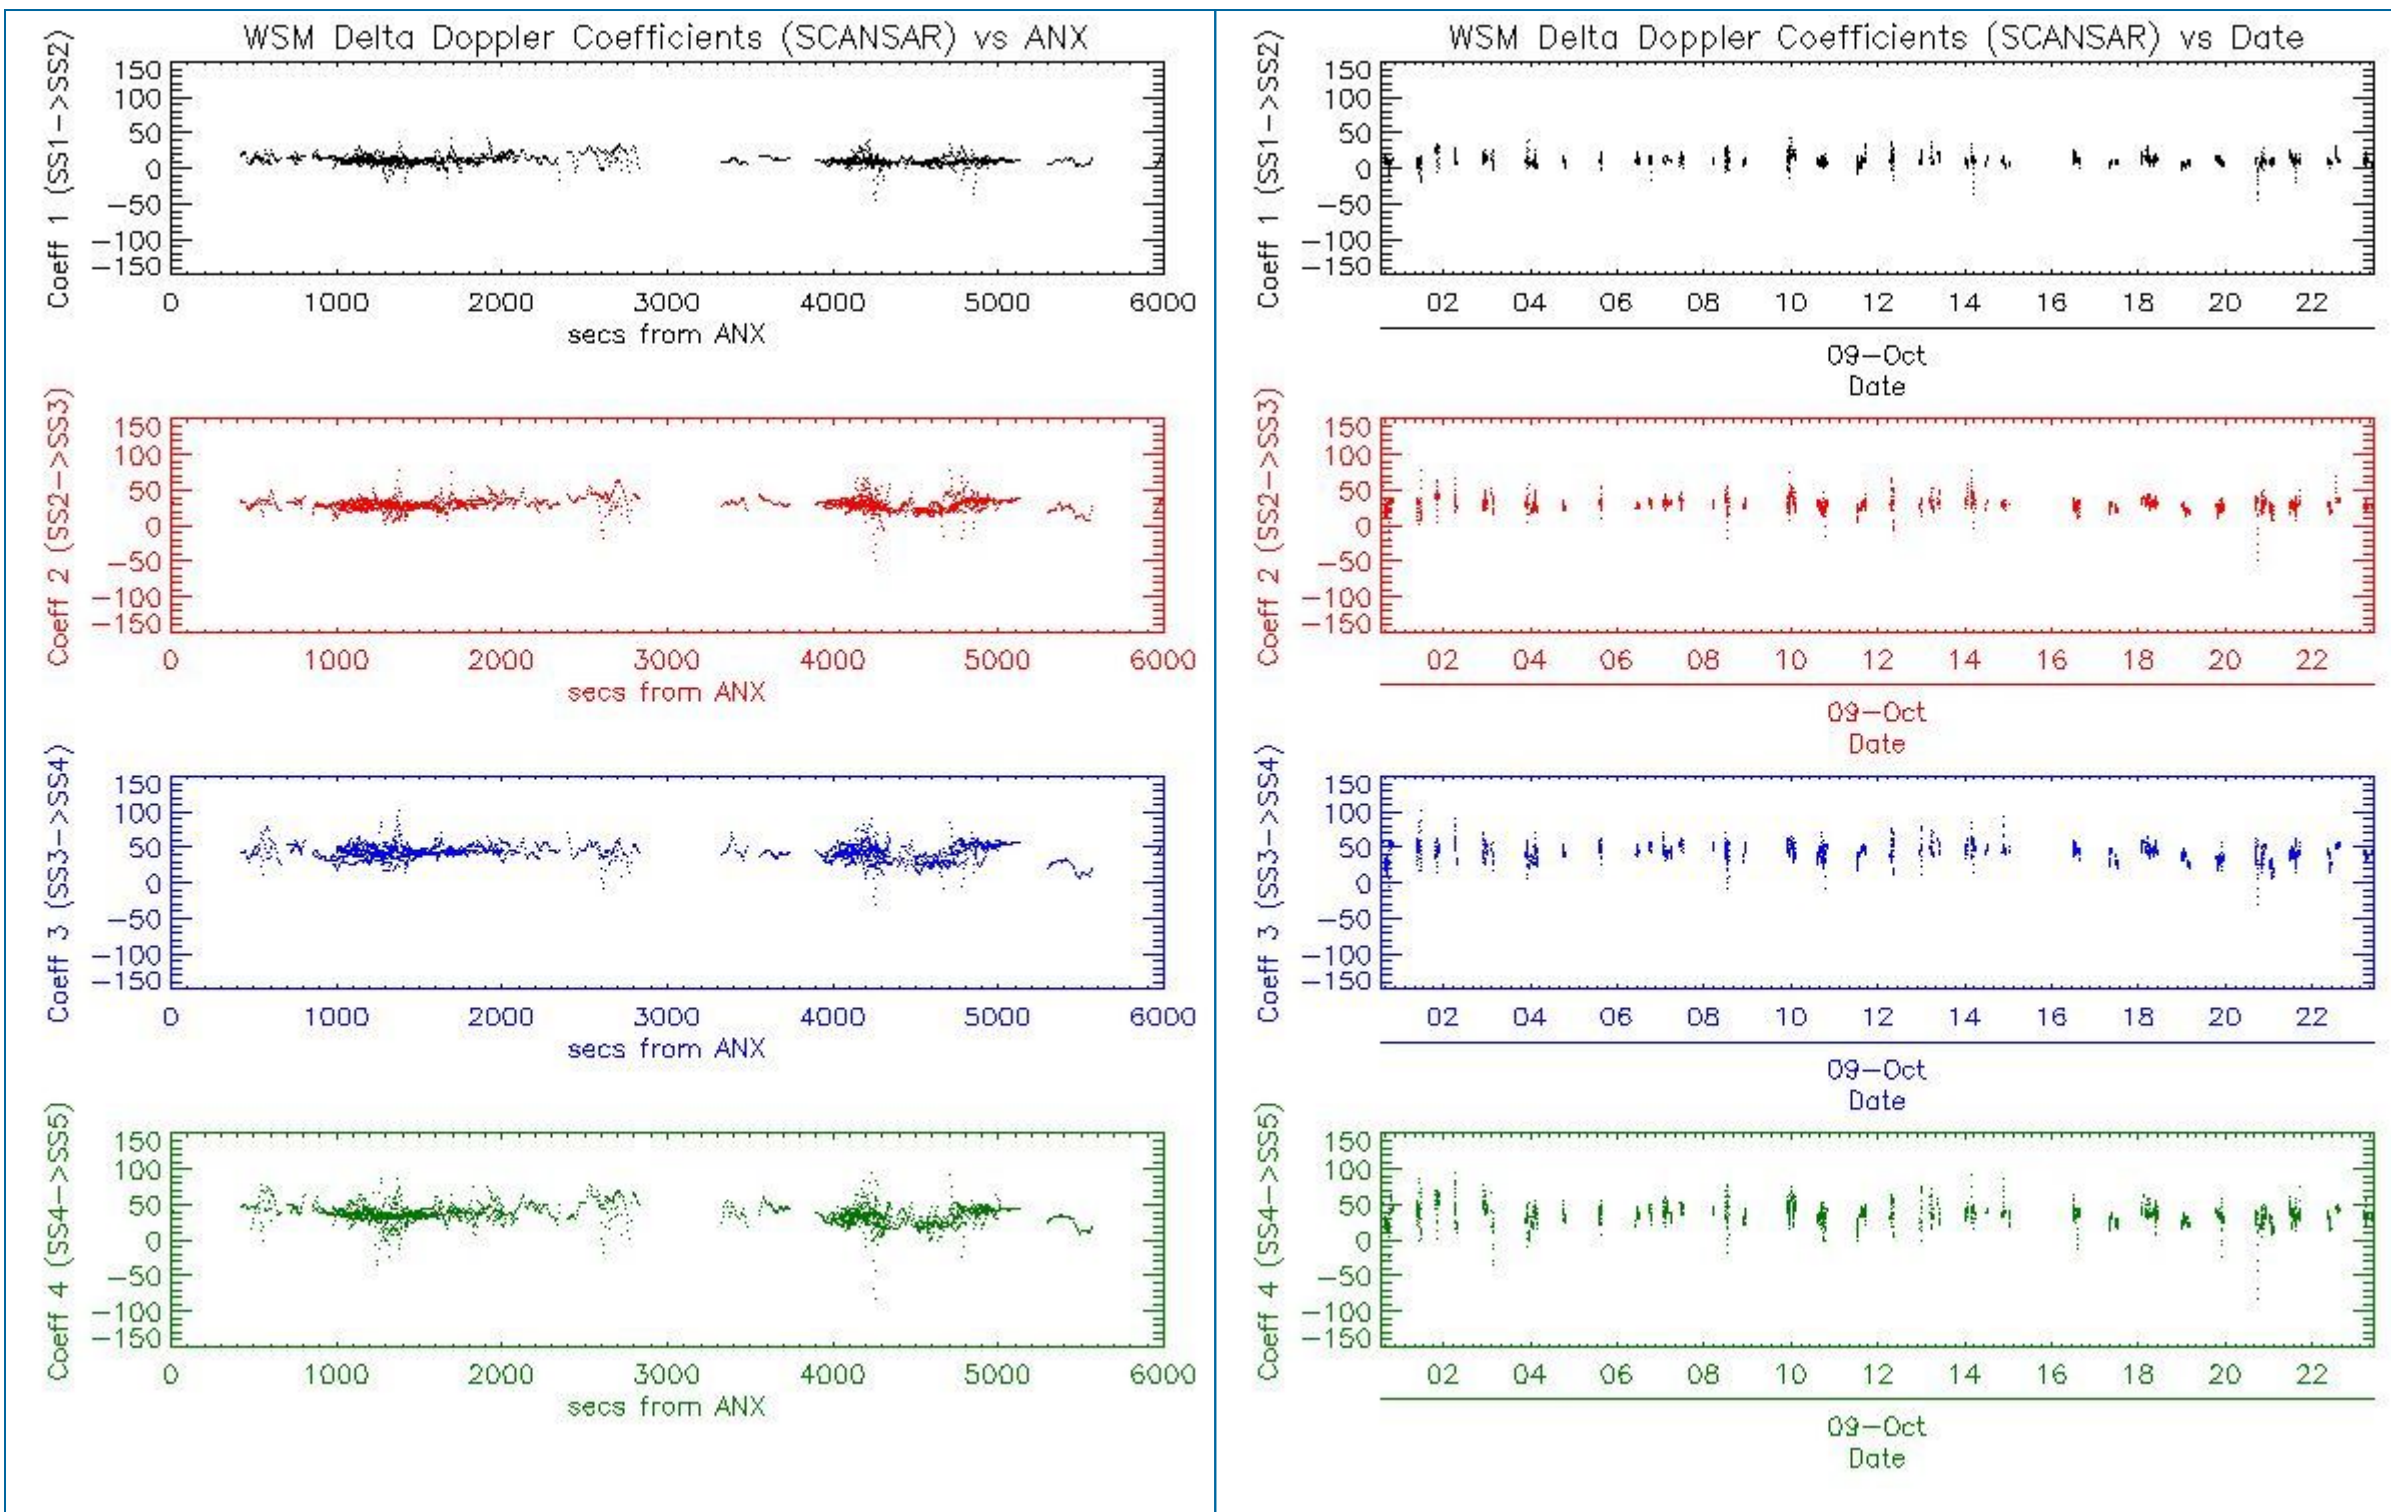 WSM Delta Doppler Coefficients (SCANSAR) vs ANX
Coeff 1 (SS1->SS2)
150
100
50
0
-50
-100
-150
0 1000 2000 3000 4000 5000 6000
secs from ANX
Coeff 2 (SS2->SS3)
150
100
50
0
-50
-100
-150
0 1000 2000 3000 4000 5000 6000
secs from ANX
Coeff 3 (SS3->SS4)
150
100
50
0
-50
-100
-150
0 1000 2000 3000 4000 5000 6000
secs from ANX
Coeff 4 (SS4->SS5)
150
100
50
0
-50
-100
-150
0 1000 2000 3000 4000 5000 6000
secs from ANX
WSM Delta Doppler Coefficients (SCANSAR) vs Date
Coeff 1 (SS1->SS2)
150
100
50
0
-50
-100
-150
02 04 06 08 10 12 14 16 18 20 22
09-Oct
Date
Coeff 2 (SS2->SS3)
150
100
50
0
-50
-100
-150
02 04 06 08 10 12 14 16 18 20 22
09-Oct
Date
Coeff 3 (SS3->SS4)
150
100
50
0
-50
-100
-150
02 04 06 08 10 12 14 16 18 20 22
09-Oct
Date
Coeff 4 (SS4->SS5)
150
100
50
0
-50
-100
-150
02 04 06 08 10 12 14 16 18 20 22
09-Oct
Date